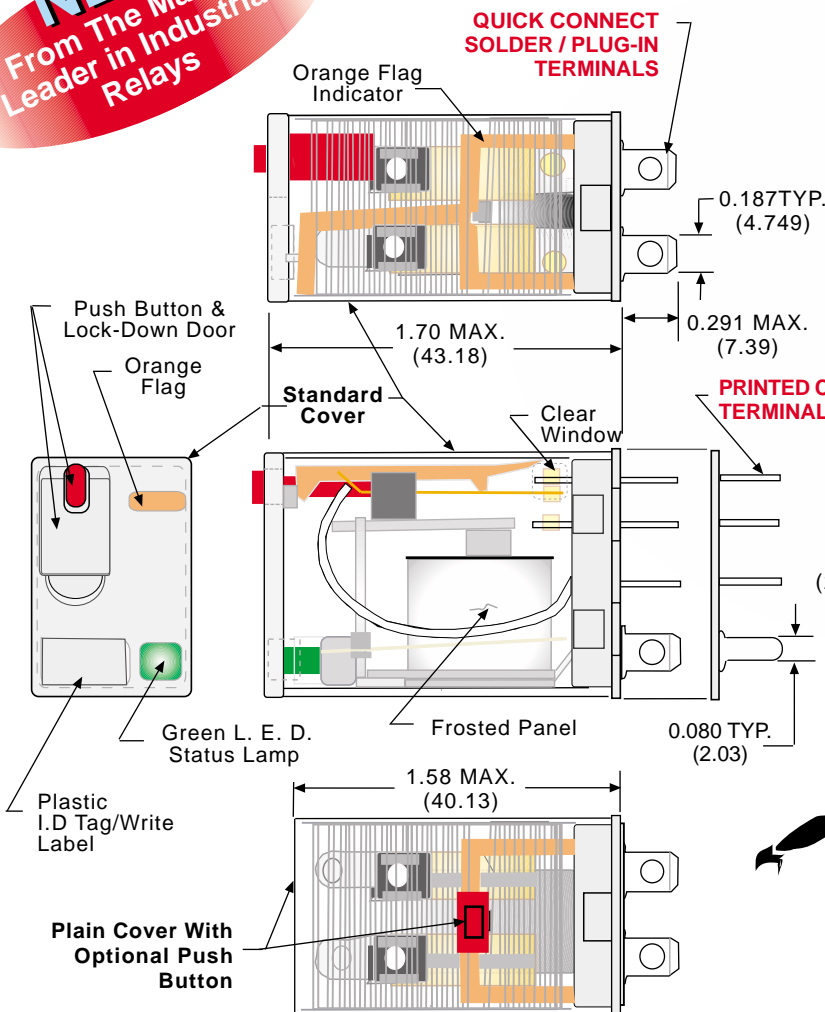 From The
Leader in Industrial
Relays
QUICK CONNECT
SOLDER / PLUG-IN
TERMINALS
Orange Flag
Indicator
0.187TYP.
(4.749)
0.291 MAX.
(7.39)
1.70 MAX.
(43.18)
Push Button &
Lock-Down Door
Orange
Flag
Standard
Cover
Clear
Window
PRINTED
TERMINAL
Green L. E. D.
Status Lamp
Frosted Panel
0.080 TYP.
(2.03)
Plastic
I.D Tag/Write
Label
1.58 MAX.
(40.13)
Plain Cover With
Optional Push
Button